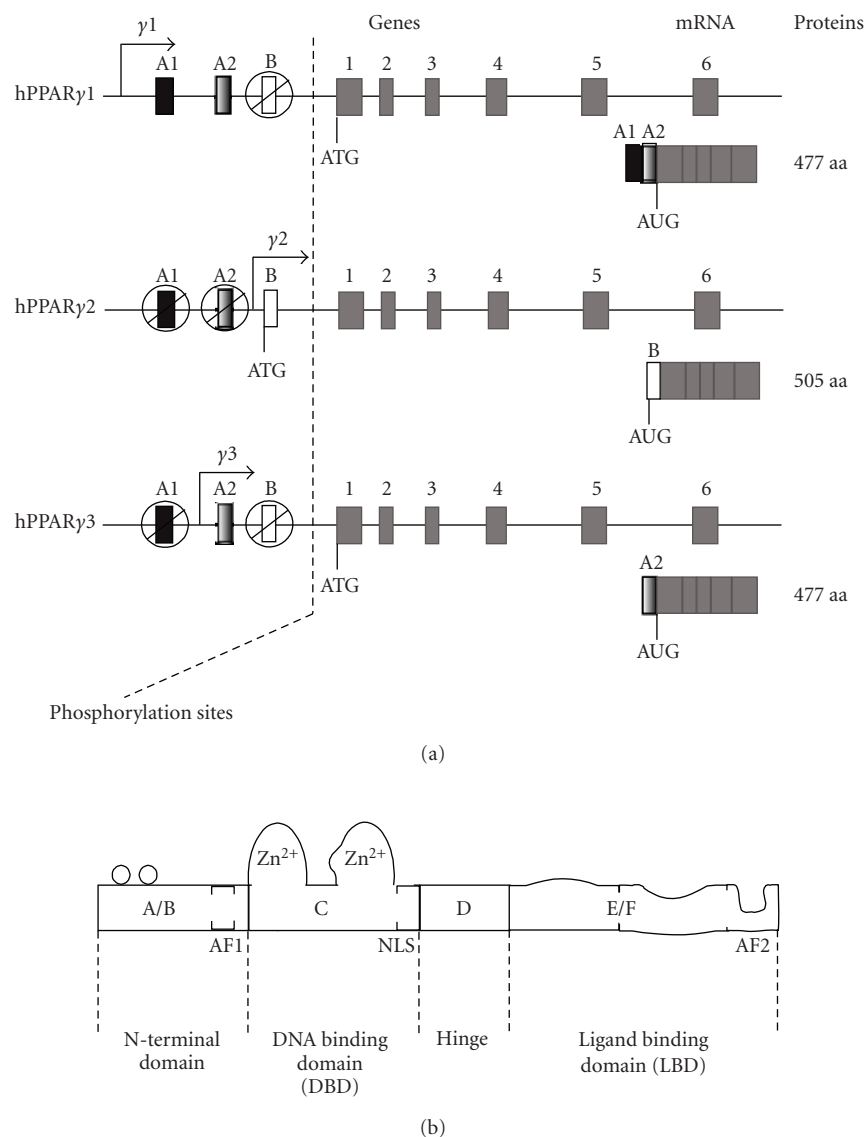 Genes mRNA Proteins
γ1
A1 A2 B 1 2 3 4 5 6
hPPARγ1
ATG
A1 A2
477 aa
AUG
γ2
A1 A2 B 1 2 3 4 5 6
hPPARγ2
ATG
B
505 aa
AUG
γ3
A1 A2 B 1 2 3 4 5 6
hPPARγ3
ATG
A2
477 aa
AUG
Phosphorylation sites
(a)
Zn²⁺ Zn²⁺
A/B C D E/F
AF1 NLS AF2
N-terminal
domain
DNA binding
domain
(DBD)
Hinge
Ligand binding
domain (LBD)
(b)